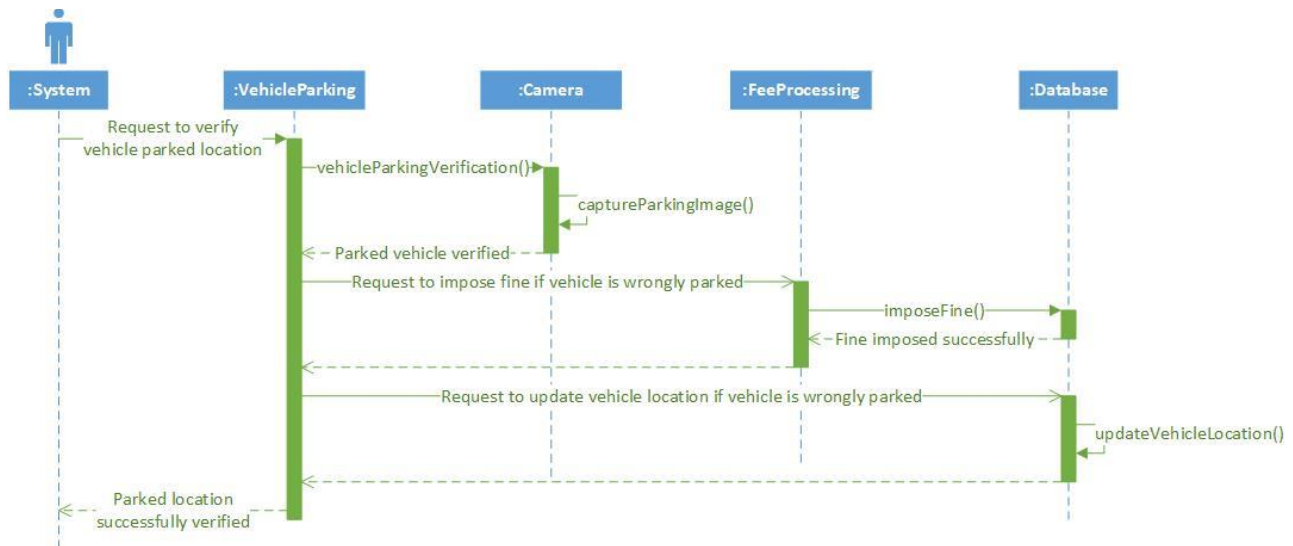 :System
:VehicleParking
:Camera
:FeeProcessing
:Database
Request to verify
vehicle parked location
vehicleParkingVerification()
captureParkingImage()
Parked vehicle verified
Request to impose fine if vehicle is wrongly parked
imposeFine()
Fine imposed successfully
Request to update vehicle location if vehicle is wrongly parked
updateVehicleLocation()
Parked location
successfully verified